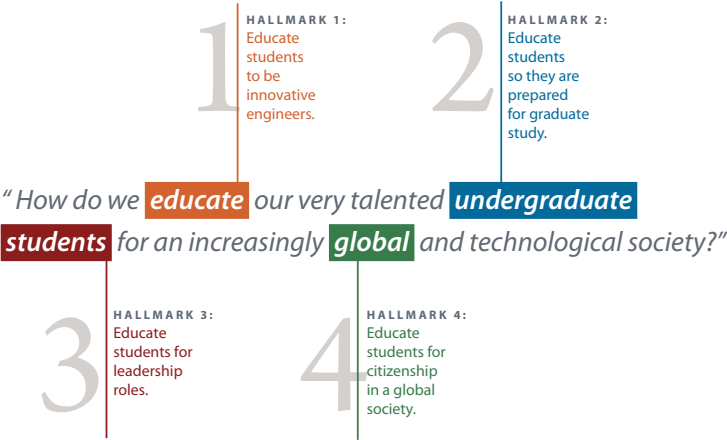 1
HALLMARK 1:
Educate
students
to be
innovative
engineers.
2
HALLMARK 2:
Educate
students
so they are
prepared
for graduate
study.
“ How do we educate our very talented undergraduate
students for an increasingly global and technological society?”
3
HALLMARK 3:
Educate
students for
leadership
roles.
4
HALLMARK 4:
Educate
students for
citizenship
in a global
society.